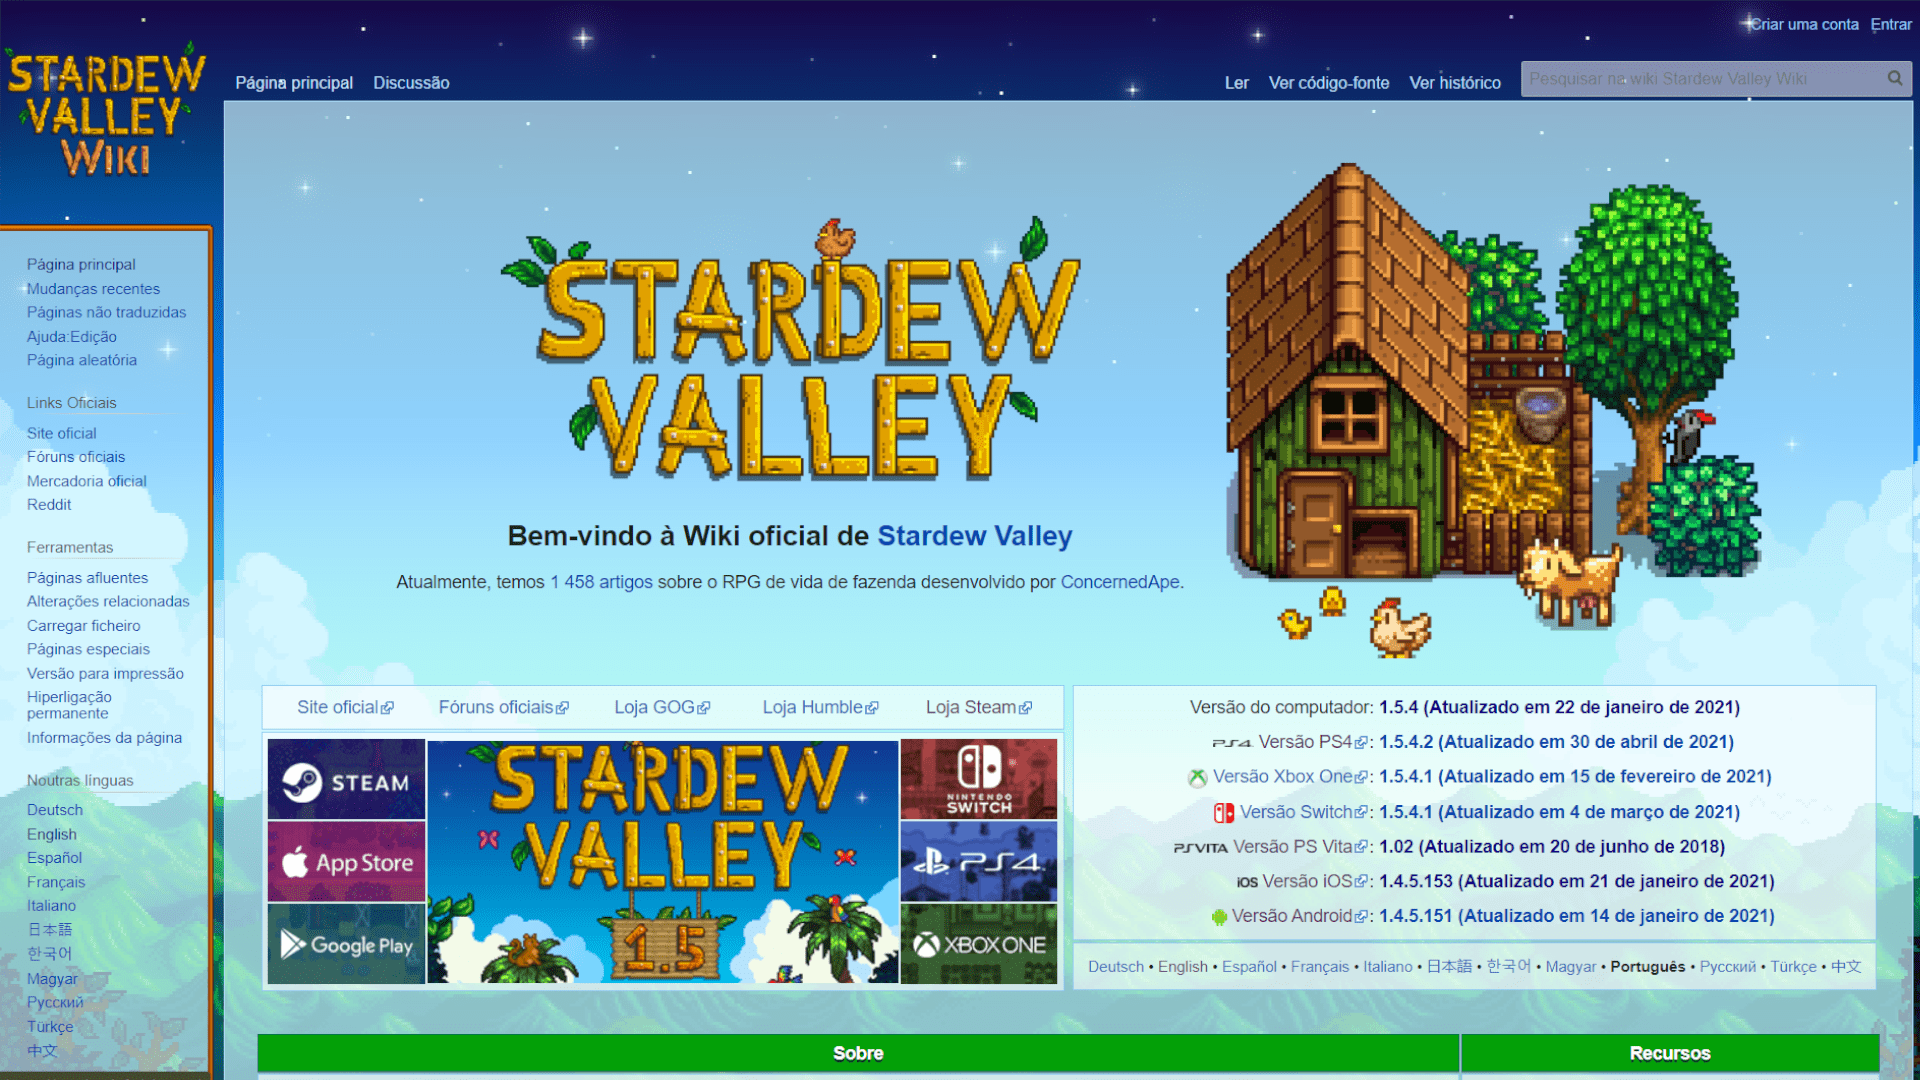 Criar uma conta Entrar
STARDEW VALLEY WIKI
Página principal Discussão
Ler Ver código-fonte Ver histórico
Pesquisar na wiki Stardew Valley Wiki
Página principal
Mudanças recentes
Páginas não traduzidas
Ajuda:Edição
Página aleatória
Links Oficiais
Site oficial
Fóruns oficiais
Mercadoria oficial
Reddit
Ferramentas
Páginas afluentes
Alterações relacionadas
Carregar ficheiro
Páginas especiais
Versão para impressão
Hiperligação
permanente
Informações da página
Noutras línguas
Deutsch
English
Español
Français
Italiano
日本語
한국어
Magyar
Русский
Türkçe
中文
STARDEW
VALLEY
Bem-vindo à Wiki oficial de Stardew Valley
Atualmente, temos 1 458 artigos sobre o RPG de vida de fazenda desenvolvido por ConcernedApe.
Site oficial Fóruns oficiais Loja GOG Loja Humble Loja Steam
STEAM
App Store
Google Play
STARDEW
VALLEY
1.5
NINTENDO
SWITCH
PS4
XBOX ONE
Versão do computador: 1.5.4 (Atualizado em 22 de janeiro de 2021)
PS4 Versão PS4: 1.5.4.2 (Atualizado em 30 de abril de 2021)
Versão Xbox One: 1.5.4.1 (Atualizado em 15 de fevereiro de 2021)
Versão Switch: 1.5.4.1 (Atualizado em 4 de março de 2021)
PSVITA Versão PS Vita: 1.02 (Atualizado em 20 de junho de 2018)
iOS Versão iOS: 1.4.5.153 (Atualizado em 21 de janeiro de 2021)
Versão Android: 1.4.5.151 (Atualizado em 14 de janeiro de 2021)
Deutsch • English • Español • Français • Italiano • 日本語 • 한국어 • Magyar • Português • Русский • Türkçe • 中文
Sobre
Recursos